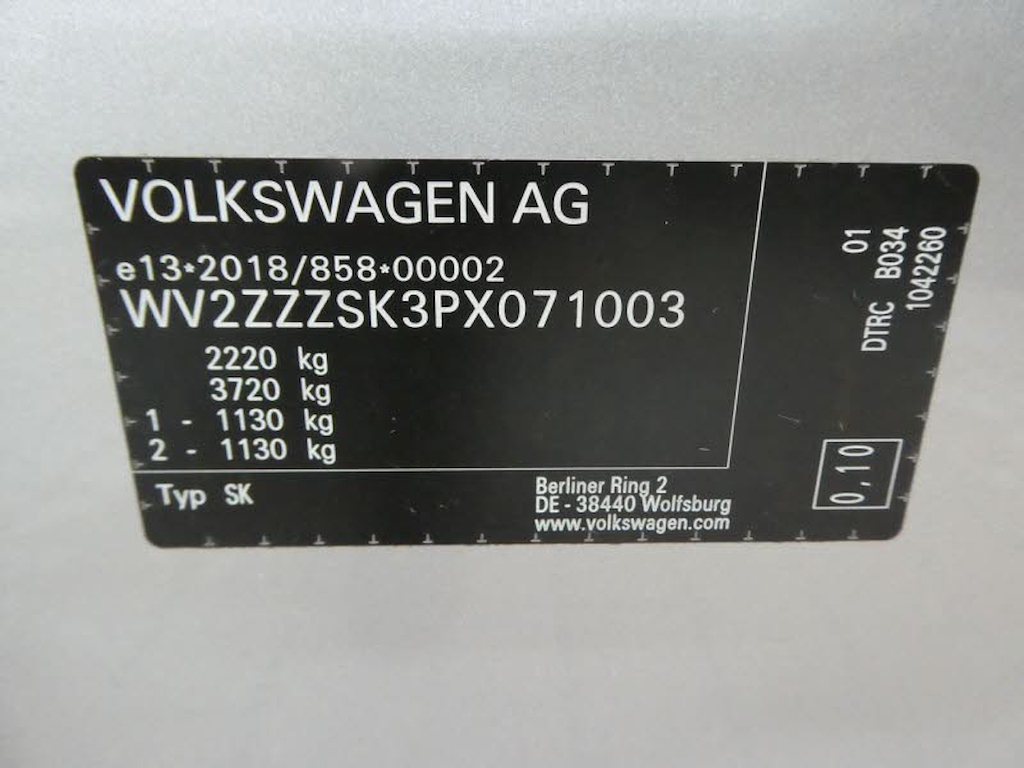 VOLKSWAGEN AG
e13*2018/858*00002
WV2ZZZSK3PX071003
2220 kg
3720 kg
1 - 1130 kg
2 - 1130 kg
Typ SK
Berliner Ring 2
DE - 38440 Wolfsburg
www.volkswagen.com
01
DTRC B034
1042260
0,10